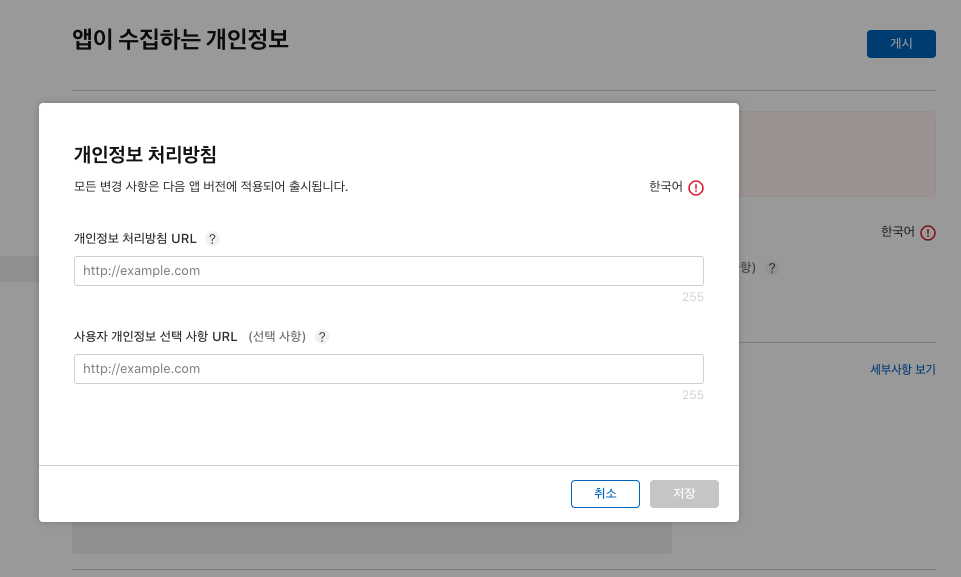 앱이 수집하는 개인정보
게시
개인정보 처리방침
모든 변경 사항은 다음 앱 버전에 적용되어 출시됩니다.
한국어
한국어
개인정보 처리방침 URL ?
항) ?
http://example.com
255
사용자 개인정보 선택 사항 URL (선택 사항) ?
http://example.com
세부사항 보기
255
취소
저장